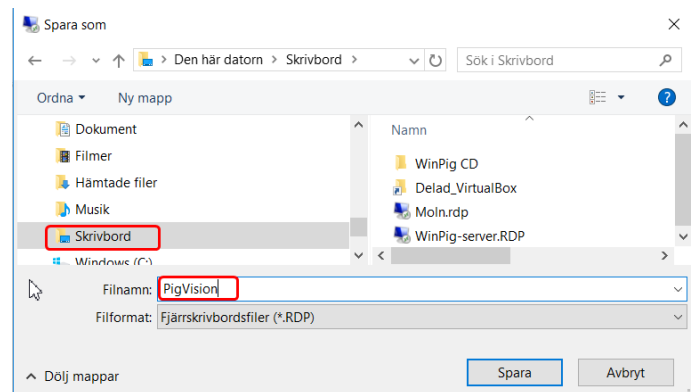 Spara som
Den här datorn > Skrivbord >
Sök i Skrivbord
Ordna
Ny mapp
Dokument
Filmer
Hämtade filer
Musik
Skrivbord
Windows (C:)
Namn
WinPig CD
Delad_VirtualBox
Moln.rdp
WinPig-server.RDP
Filnamn: PigVision
Filformat: Fjärrskrivbordsfiler (*.RDP)
Dölj mappar
Spara
Avbryt